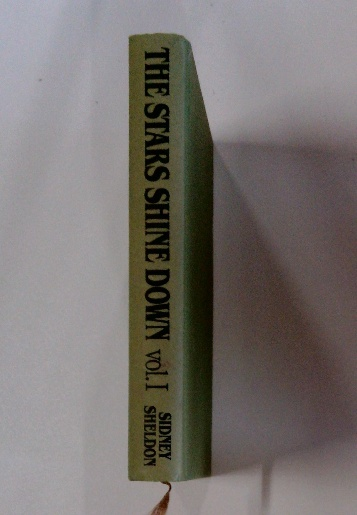 THE STARS SHINE DOWN vol. I
SIDNEY
SHELDON